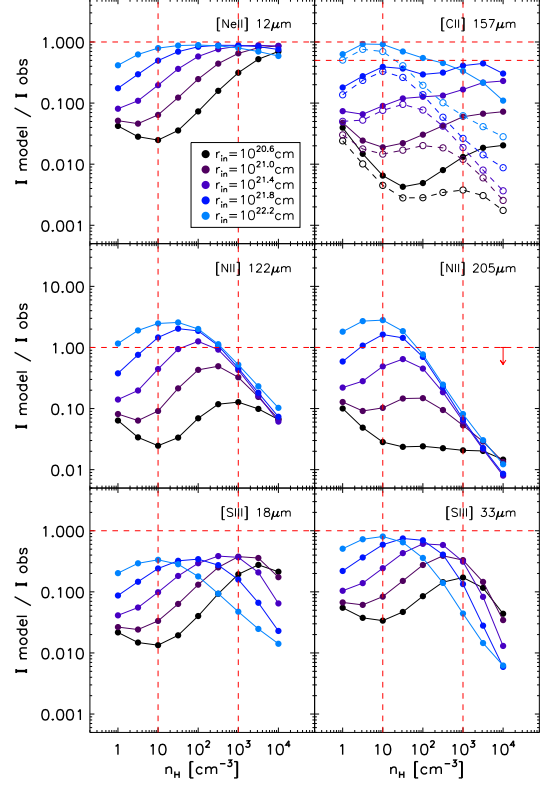 [NeII] 12μm
[CII] 157μm
1.000
0.100
0.010
0.001
I model / I obs
r_in=10^20.6cm
r_in=10^21.0cm
r_in=10^21.4cm
r_in=10^21.8cm
r_in=10^22.2cm
[NII] 122μm
[NII] 205μm
10.00
1.00
0.10
0.01
I model / I obs
[SIII] 18μm
[SIII] 33μm
1.000
0.100
0.010
0.001
I model / I obs
1 10 10^2 10^3 10^4
1 10 10^2 10^3 10^4
n_H [cm^-3]
n_H [cm^-3]